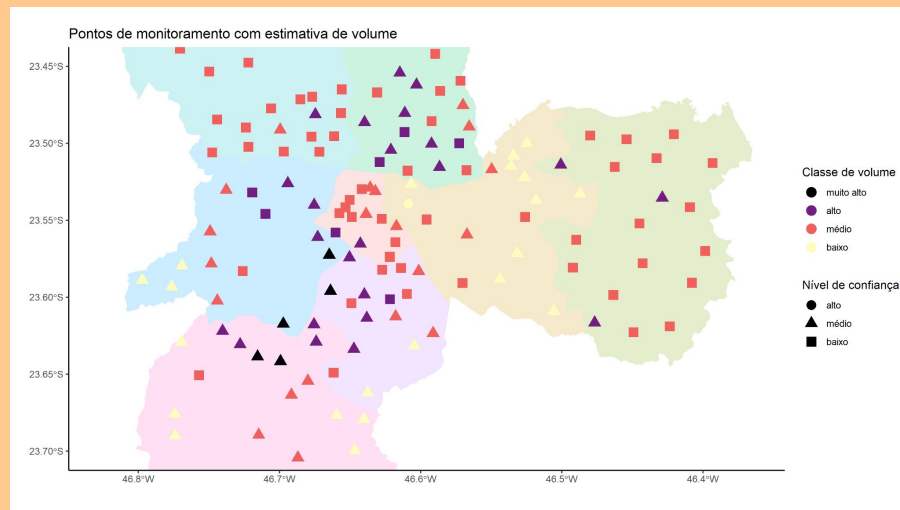 Pontos de monitoramento com estimativa de volume
23.45°S
23.50°S
23.55°S
23.60°S
23.65°S
23.70°S
46.8°W
46.7°W
46.6°W
46.5°W
46.4°W
Classe de volume
muito alto
alto
médio
baixo
Nível de confiança
alto
médio
baixo